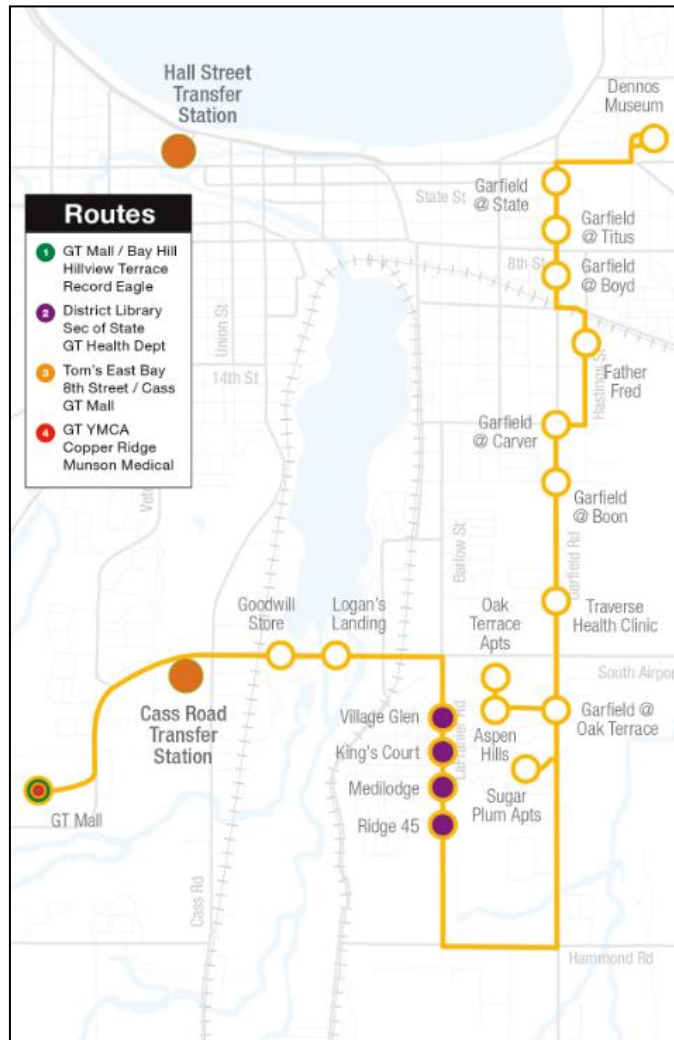 Hall Street
Transfer
Station
Dennos
Museum
Garfield
@ State
State St
Garfield
@ Titus
8th St
Garfield
@ Boyd
Routes
1 GT Mall / Bay Hill
Hillview Terrace
Record Eagle
2 District Library
Sec of State
GT Health Dept
3 Tom's East Bay
8th Street / Cass
GT Mall
4 GT YMCA
Copper Ridge
Munson Medical
Union St
14th St
Hastings St
Father
Fred
Garfield
@ Carver
Garfield
@ Boon
Garfield Rd
Barlow St
Traverse
Health Clinic
Goodwill
Store
Logan's
Landing
Oak
Terrace
Apts
South Airpor
Cass Road
Transfer
Station
Village Glen
King's Court
Medilodge
Ridge 45
LaFranier Rd
Aspen
Hills
Garfield @
Oak Terrace
Sugar
Plum Apts
GT Mall
Cass Rd
Hammond Rd